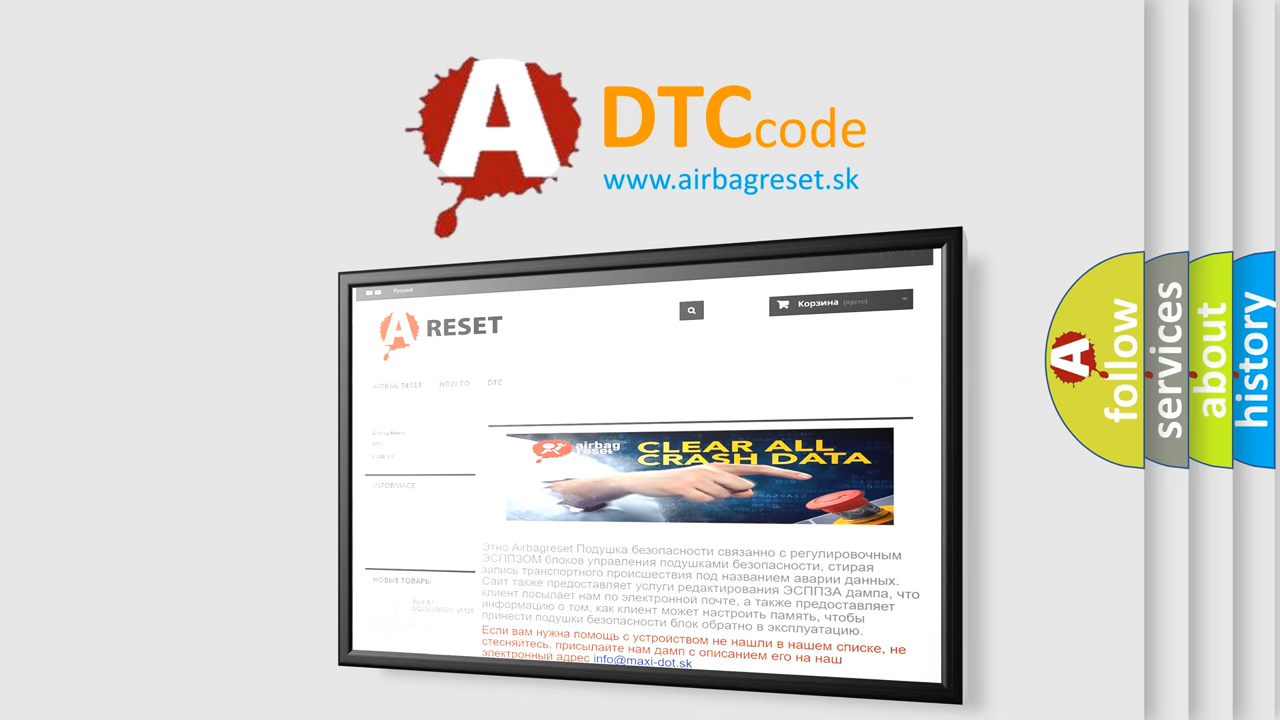 A DTC code
www.airbagreset.sk
Русский
A RESET
Корзина (пусто)
AIRBAG RESET HOW TO DTC
DTC
INFORMACE
airbag
reset
CLEAR ALL
CRASH DATA
Этно Airbagreset Подушка безопасности связанно с регулировочным
ЭСППЗОМ блоков управления подушками безопасности, стирая
запись транспортного происшествия под названием аварии данных.
Сайт также предоставляет услуги редактирования ЭСППЗА дампа, что
клиент посылает нам по электронной почте, а также предоставляет
информацию о том, как клиент может настроить память, чтобы
принести подушки безопасности блок обратно в эксплуатацию.
Если вам нужна помощь с устройством не нашли в нашем списке, не
стесняйтесь, присылайте нам дамп с описанием его на наш
электронный адрес info@maxi-dot.sk
НОВЫЕ ТОВАРЫ
A follow
services
about
history